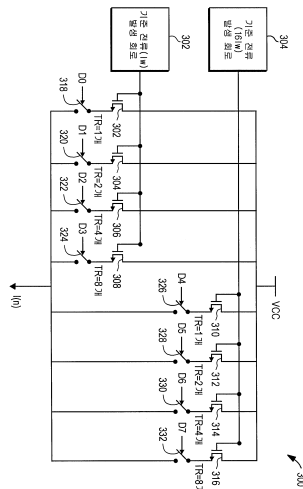 300
기준 전류(Iw)
발생 회로
302
기준 전류
(16Iw)
발생 회로
304
VCC
D0
318
TR=1개
302
D1
320
TR=2개
304
D2
322
TR=4개
306
D3
324
TR=8개
308
D4
326
TR=1개
310
D5
328
TR=2개
312
D6
330
TR=4개
314
D7
332
TR=8개
316
I(n)